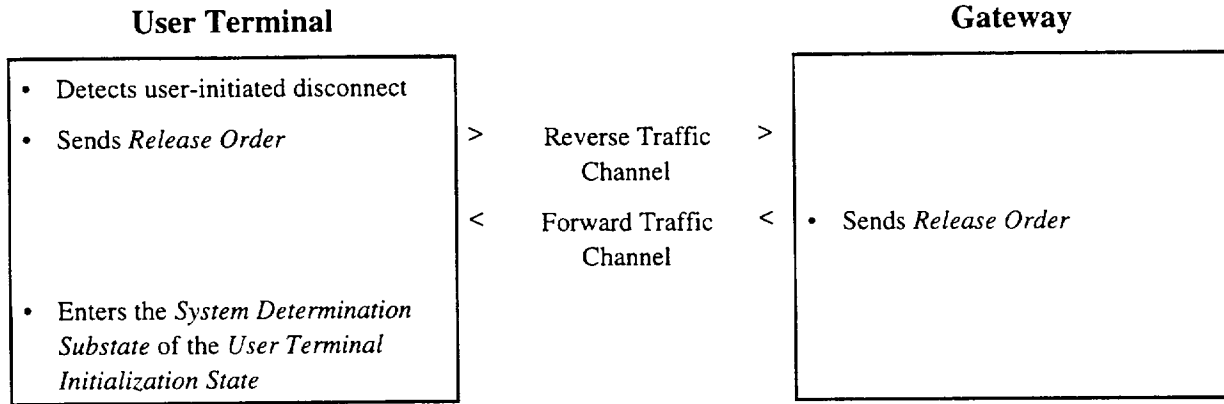 User Terminal
Gateway
• Detects user-initiated disconnect
• Sends Release Order
> Reverse Traffic >
Channel
< Forward Traffic <
Channel
• Sends Release Order
• Enters the System Determination
Substate of the User Terminal
Initialization State